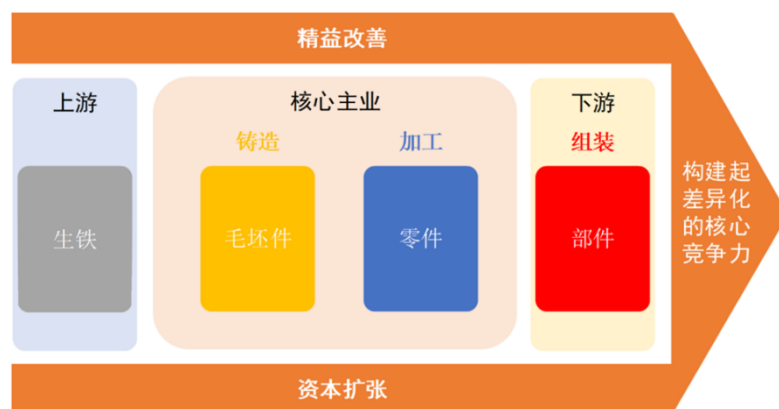 精益改善
上游
核心主业
下游
铸造
加工
组装
生铁
毛坯件
零件
部件
构建起
差异化
的核心
竞争力
资本扩张